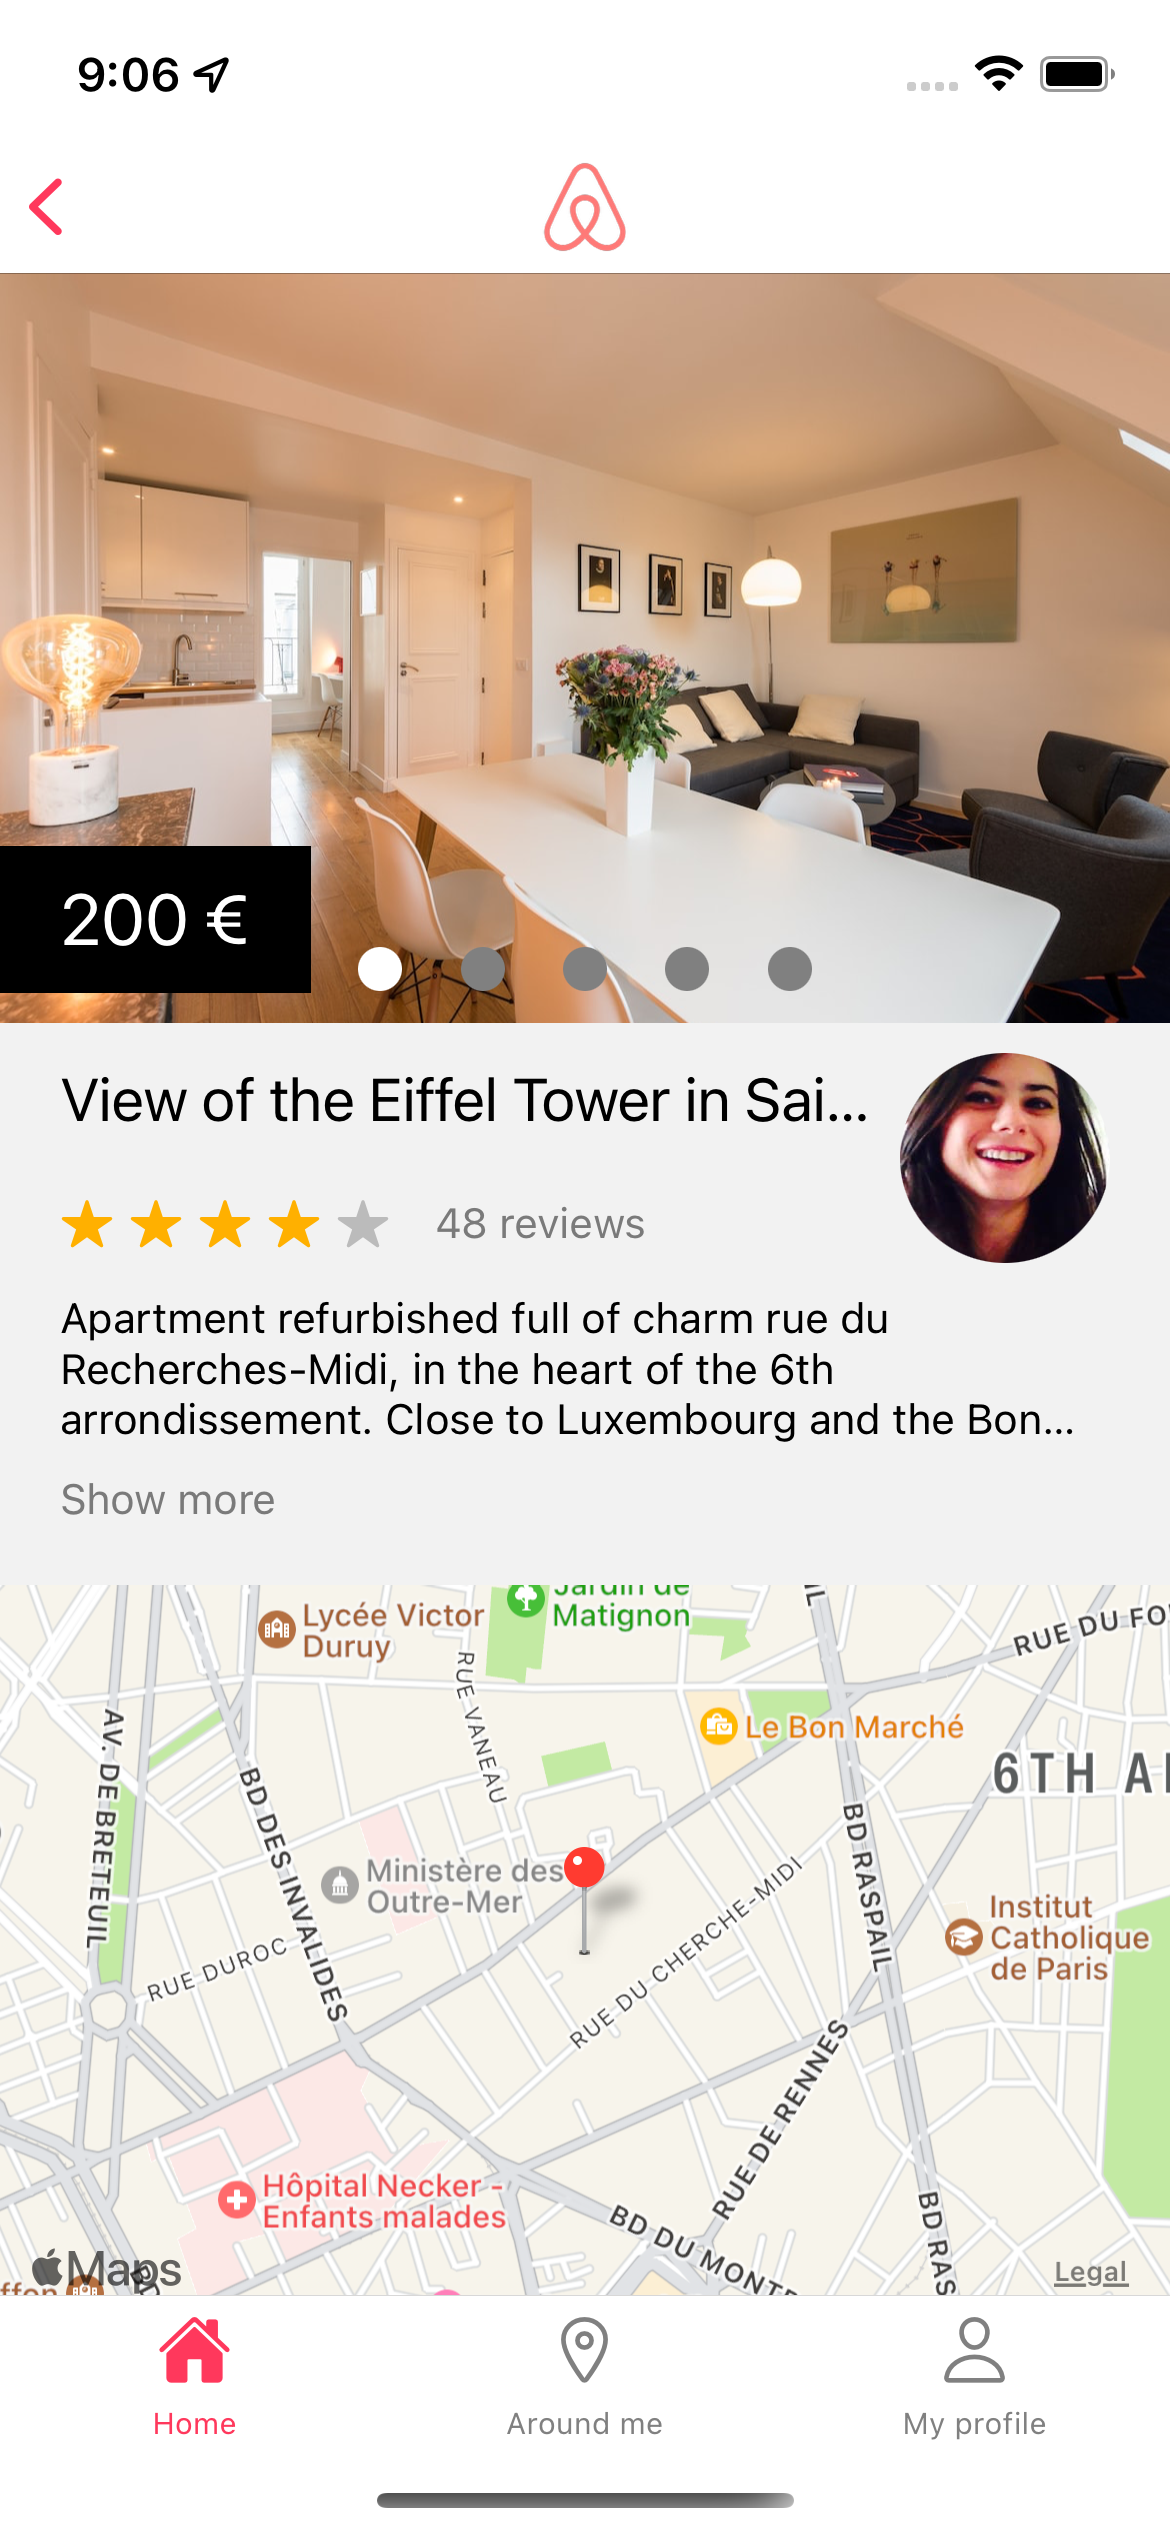 9:06
200 €
View of the Eiffel Tower in Sai...
48 reviews
Apartment refurbished full of charm rue du
Recherches-Midi, in the heart of the 6th
arrondissement. Close to Luxembourg and the Bon...
Show more
Jardin de
Matignon
Lycée Victor
Duruy
RUE DU FO
RUE VANEAU
Le Bon Marché
AV. DE BRETEUIL
6TH A
BD DES INVALIDES
BD RASPAIL
Ministère des
Outre-Mer
RUE DU CHERCHE-MIDI
Institut
Catholique
de Paris
RUE DUROC
RUE DE RENNES
Hôpital Necker -
Enfants malades
BD DU MONT
BD RAS
Maps
Legal
Home
Around me
My profile